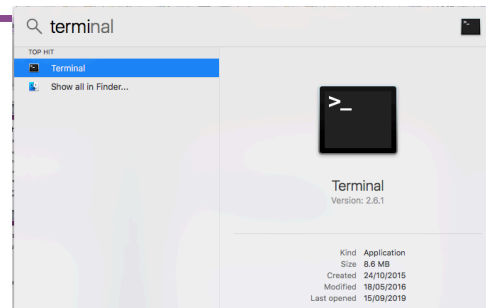 terminal
TOP HIT
Terminal
Show all in Finder...
>_
Terminal
Version: 2.6.1
Kind Application
Size 8.6 MB
Created 24/10/2015
Modified 18/05/2016
Last opened 15/09/2019